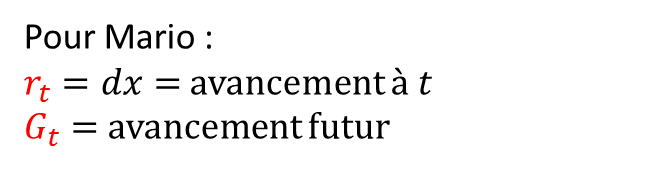 Pour Mario :
r_t = dx = avancement à t
G_t = avancement futur